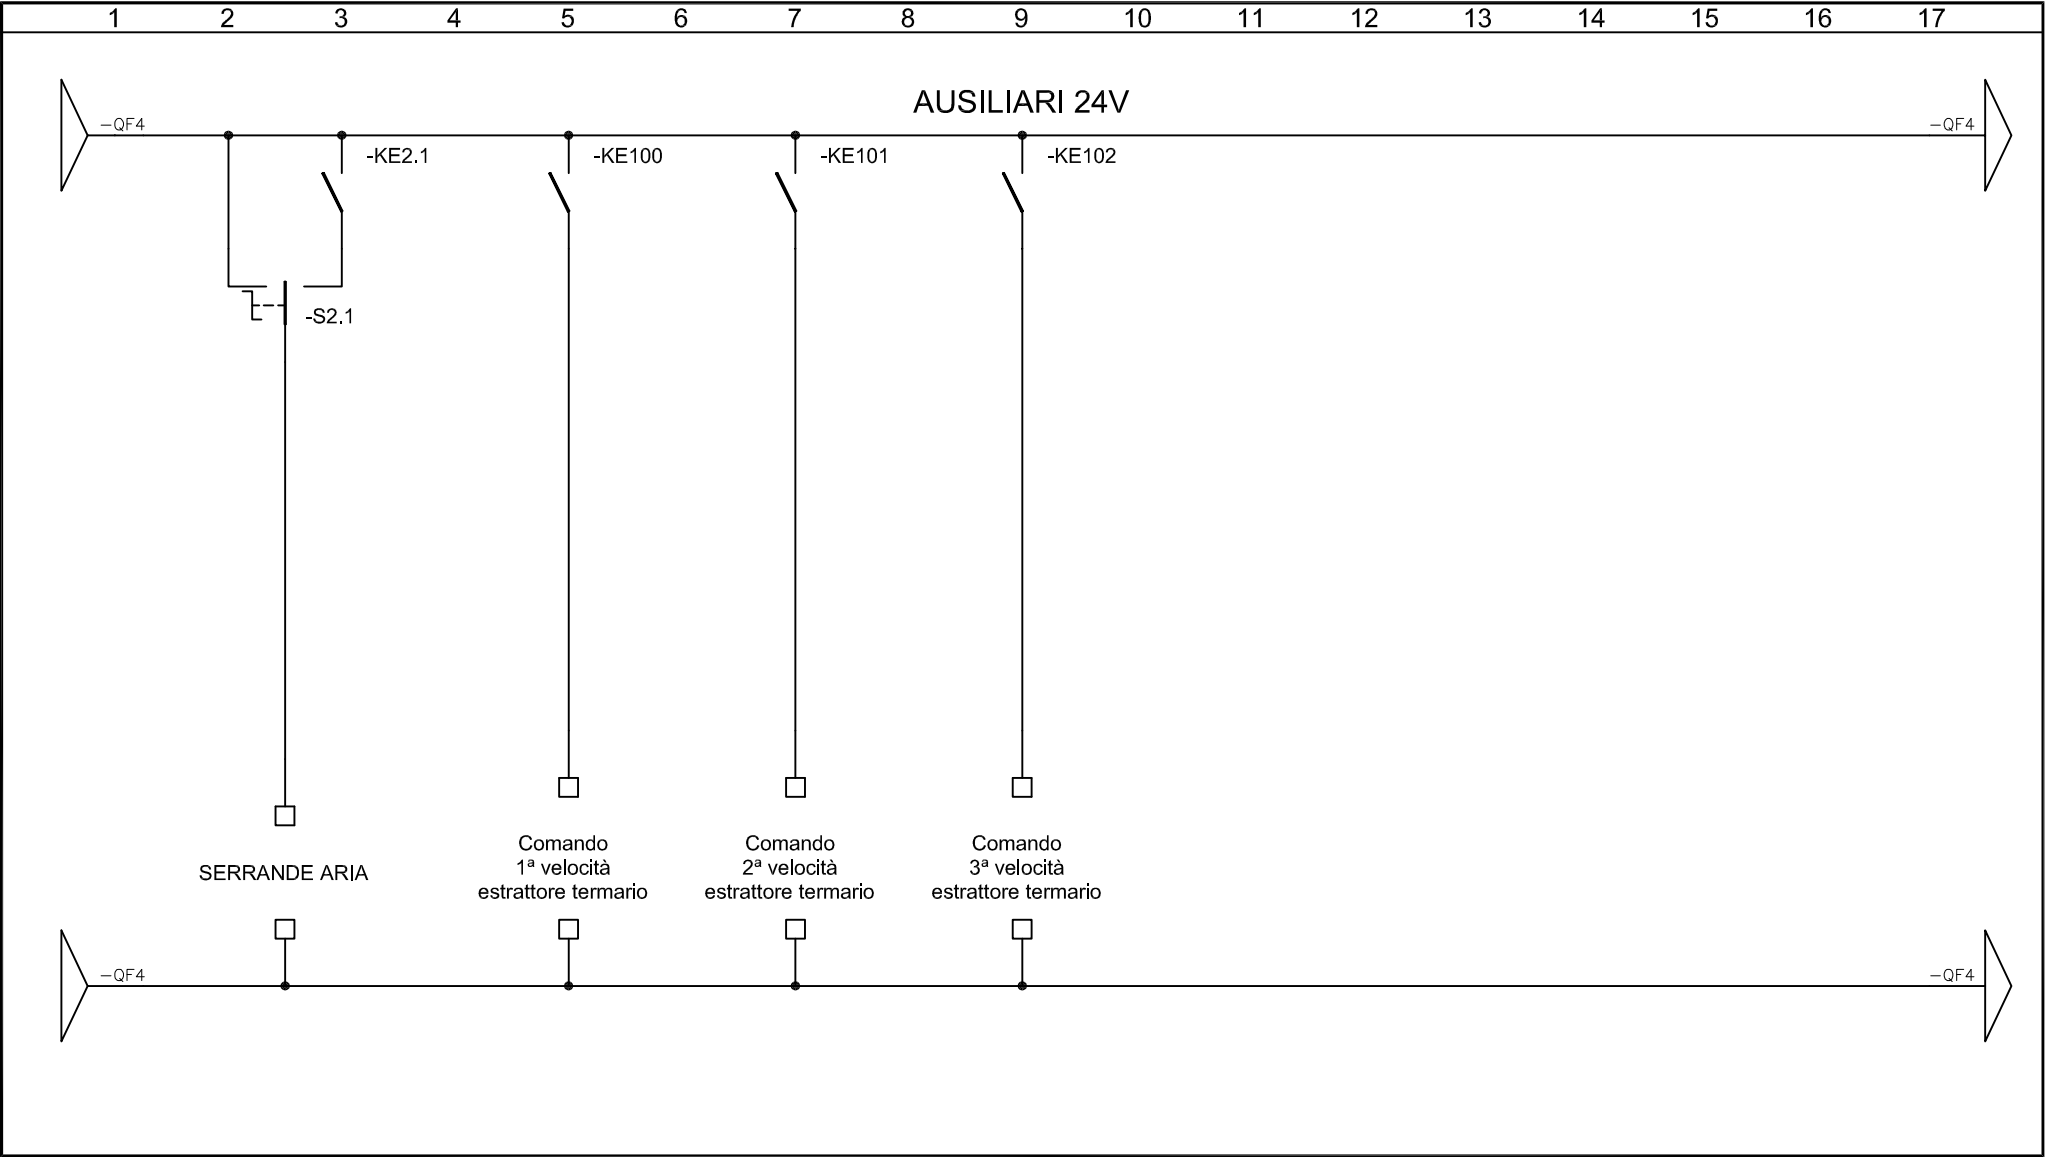 1 2 3 4 5 6 7 8 9 10 11 12 13 14 15 16 17
AUSILIARI 24V
-QF4 -QF4
-KE2.1 -KE100 -KE101 -KE102
-S2.1
SERRANDE ARIA
Comando
1ª velocità
estrattore termario
Comando
2ª velocità
estrattore termario
Comando
3ª velocità
estrattore termario
-QF4 -QF4